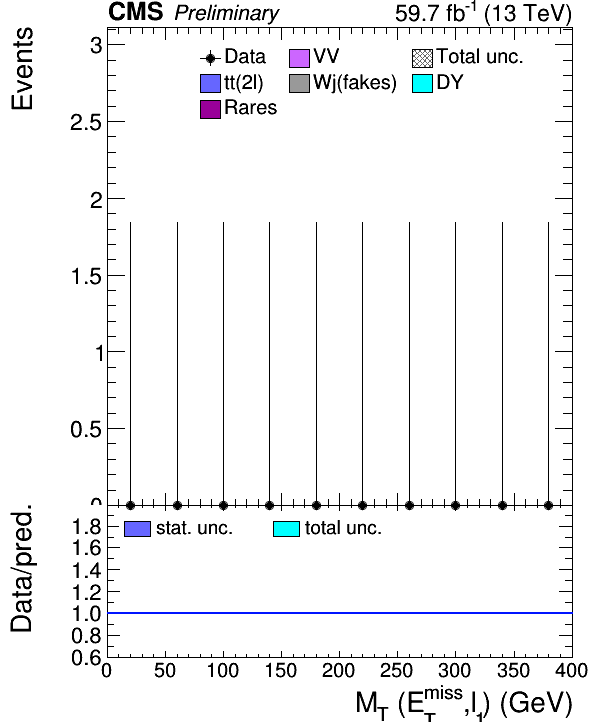 CMS Preliminary 59.7 fb-1 (13 TeV)
Events
3
2.5
2
1.5
1
0.5
0
Data VV Total unc.
tt(2l) Wj(fakes) DY
Rares
Data/pred.
1.8
1.6
1.4
1.2
1.0
0.8
0.6
stat. unc. total unc.
0 50 100 150 200 250 300 350 400
MT (ETmiss,l1) (GeV)